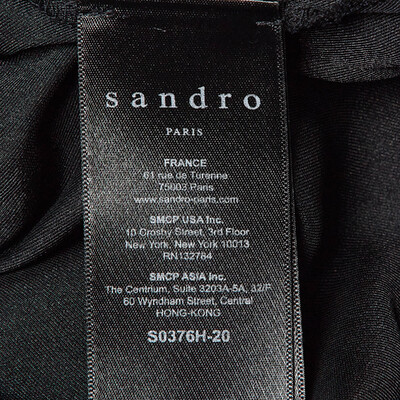 sandro
PARIS
FRANCE
61 rue de Turenne
75003 Paris
www.sandro-paris.com
SMCP USA Inc.
10 Crosby Street, 3rd Floor
New York, New York 10013
RN132784
SMCP ASIA Inc.
The Centrium, Suite 3203A-5A, 32/F
60 Wyndham Street, Central
HONG-KONG
S0376H-20